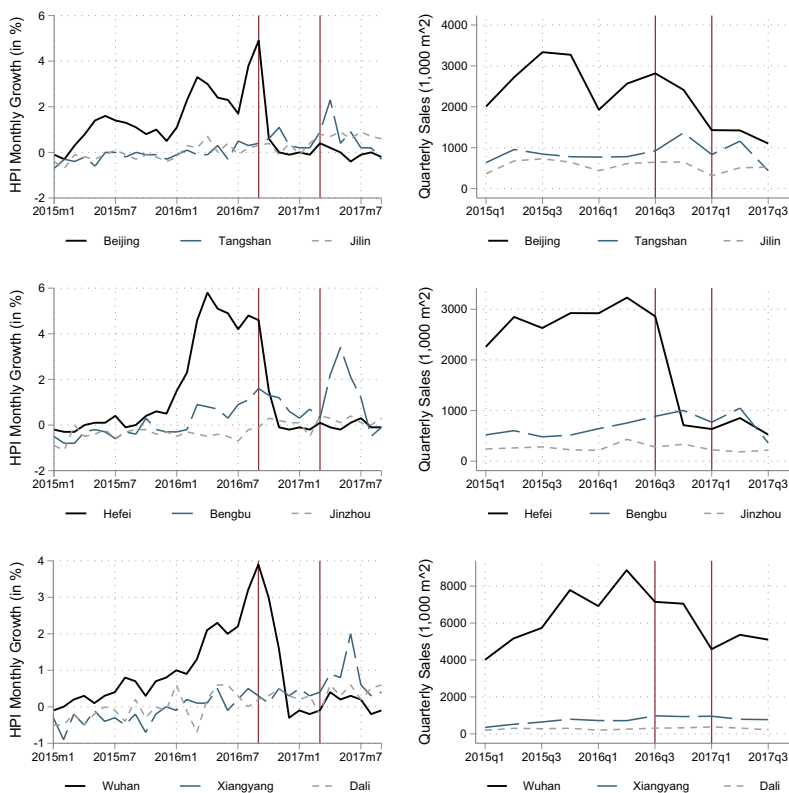 HPI Monthly Growth (in %)
6
4
2
0
-2
2015m1 2015m7 2016m1 2016m7 2017m1 2017m7
Beijing Tangshan Jilin
Quarterly Sales (1,000 m^2)
4000
3000
2000
1000
0
2015q1 2015q3 2016q1 2016q3 2017q1 2017q3
Beijing Tangshan Jilin
HPI Monthly Growth (in %)
6
4
2
0
-2
2015m1 2015m7 2016m1 2016m7 2017m1 2017m7
Hefei Bengbu Jinzhou
Quarterly Sales (1,000 m^2)
3000
2000
1000
0
2015q1 2015q3 2016q1 2016q3 2017q1 2017q3
Hefei Bengbu Jinzhou
HPI Monthly Growth (in %)
4
3
2
1
0
-1
2015m1 2015m7 2016m1 2016m7 2017m1 2017m7
Wuhan Xiangyang Dali
Quarterly Sales (1,000 m^2)
8000
6000
4000
2000
0
2015q1 2015q3 2016q1 2016q3 2017q1 2017q3
Wuhan Xiangyang Dali